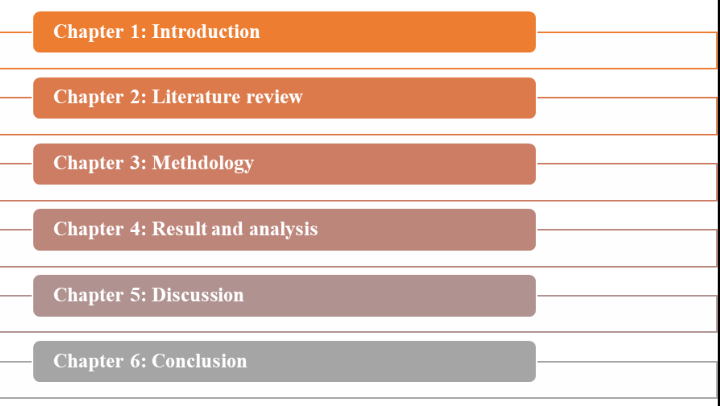 Chapter 1: Introduction
Chapter 2: Literature review
Chapter 3: Methdology
Chapter 4: Result and analysis
Chapter 5: Discussion
Chapter 6: Conclusion